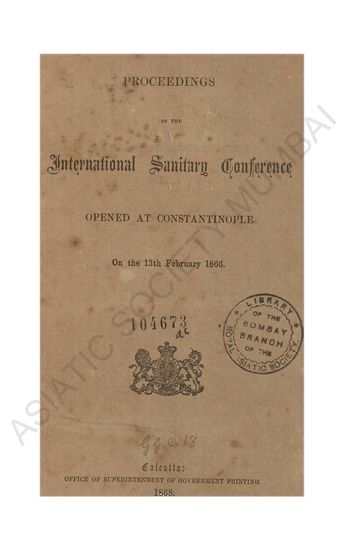 PROCEEDINGS
OF THE
International Sanitary Conference
OPENED AT CONSTANTINOPLE
On the 13th February 1866.
104673
LIBRARY
OF THE
BOMBAY
BRANCH
OF THE
ROYAL ASIATIC SOCIETY.
Calcutta:
OFFICE OF SUPERINTENDENT OF GOVERNMENT PRINTING.
1868.
ASIATIC SOCIETY MUMBAI